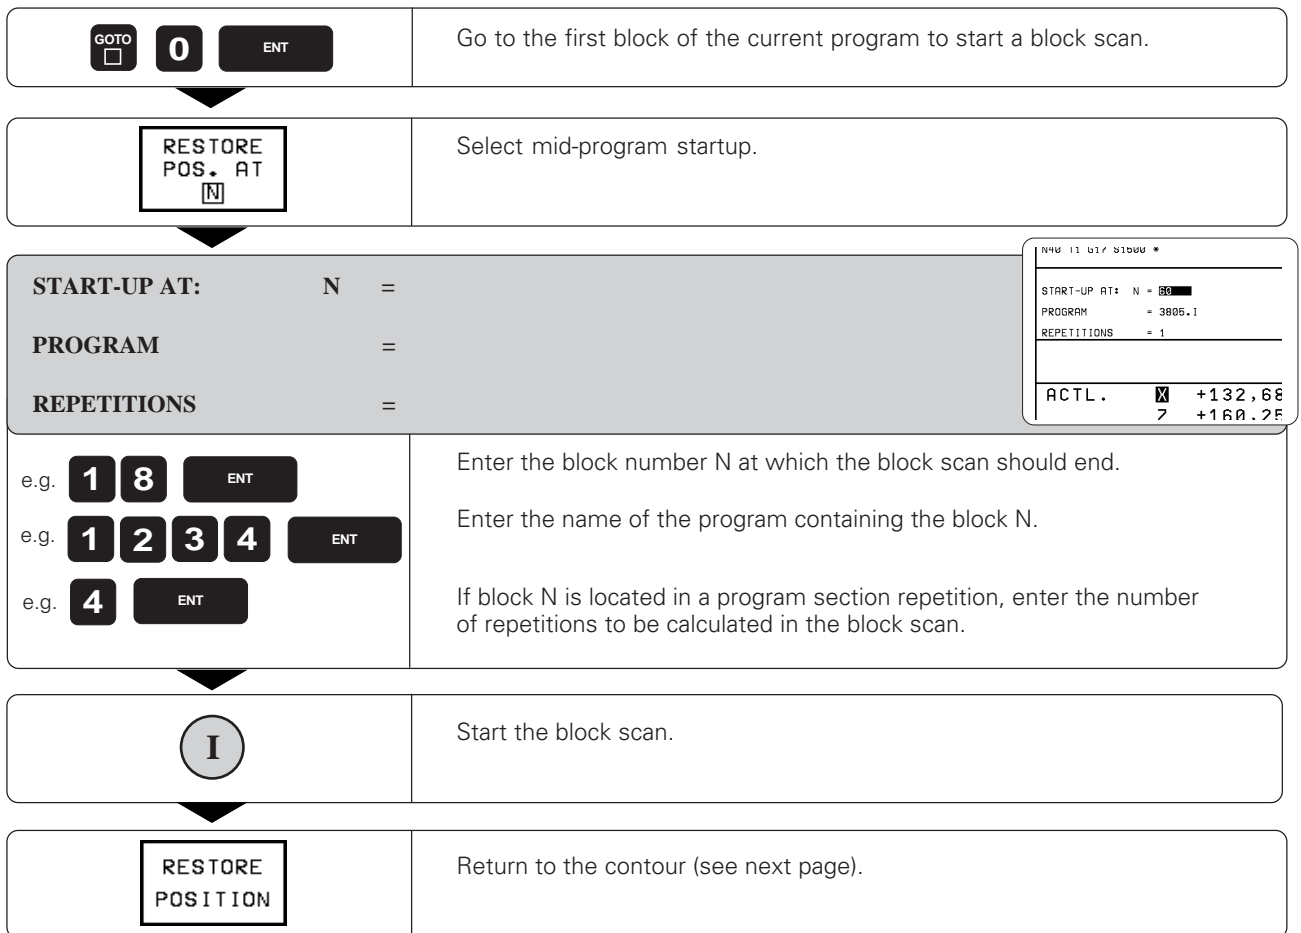 GOTO 0 ENT
Go to the first block of the current program to start a block scan.
RESTORE
POS. AT
N
Select mid-program startup.
START-UP AT: N =
PROGRAM =
REPETITIONS =
N40 T1 G17 S1500 *
START-UP AT: N = 60
PROGRAM = 3805.I
REPETITIONS = 1
ACTL. X +132,68
Z +160.25
e.g. 1 8 ENT
Enter the block number N at which the block scan should end.
e.g. 1 2 3 4 ENT
Enter the name of the program containing the block N.
e.g. 4 ENT
If block N is located in a program section repetition, enter the number
of repetitions to be calculated in the block scan.
I
Start the block scan.
RESTORE
POSITION
Return to the contour (see next page).